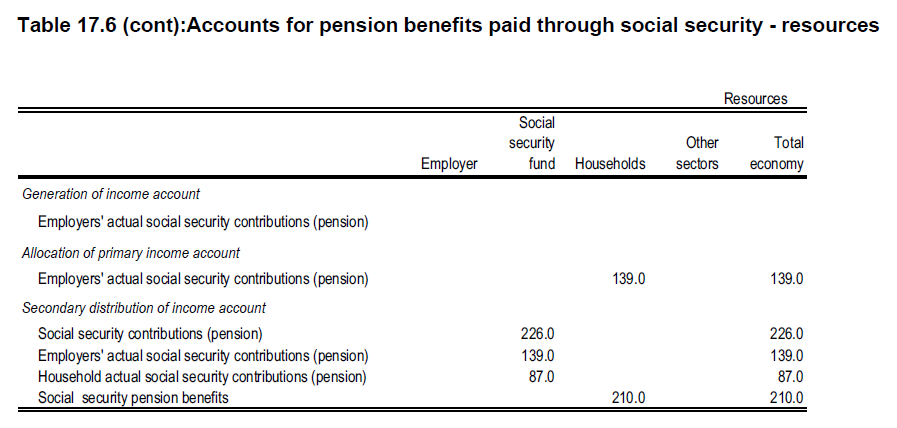 Table 17.6 (cont):Accounts for pension benefits paid through social security - resources
Resources
Employer Social security fund Households Other sectors Total economy
Generation of income account
Employers' actual social security contributions (pension)
Allocation of primary income account
Employers' actual social security contributions (pension) 139.0 139.0
Secondary distribution of income account
Social security contributions (pension) 226.0 226.0
Employers' actual social security contributions (pension) 139.0 139.0
Household actual social security contributions (pension) 87.0 87.0
Social security pension benefits 210.0 210.0